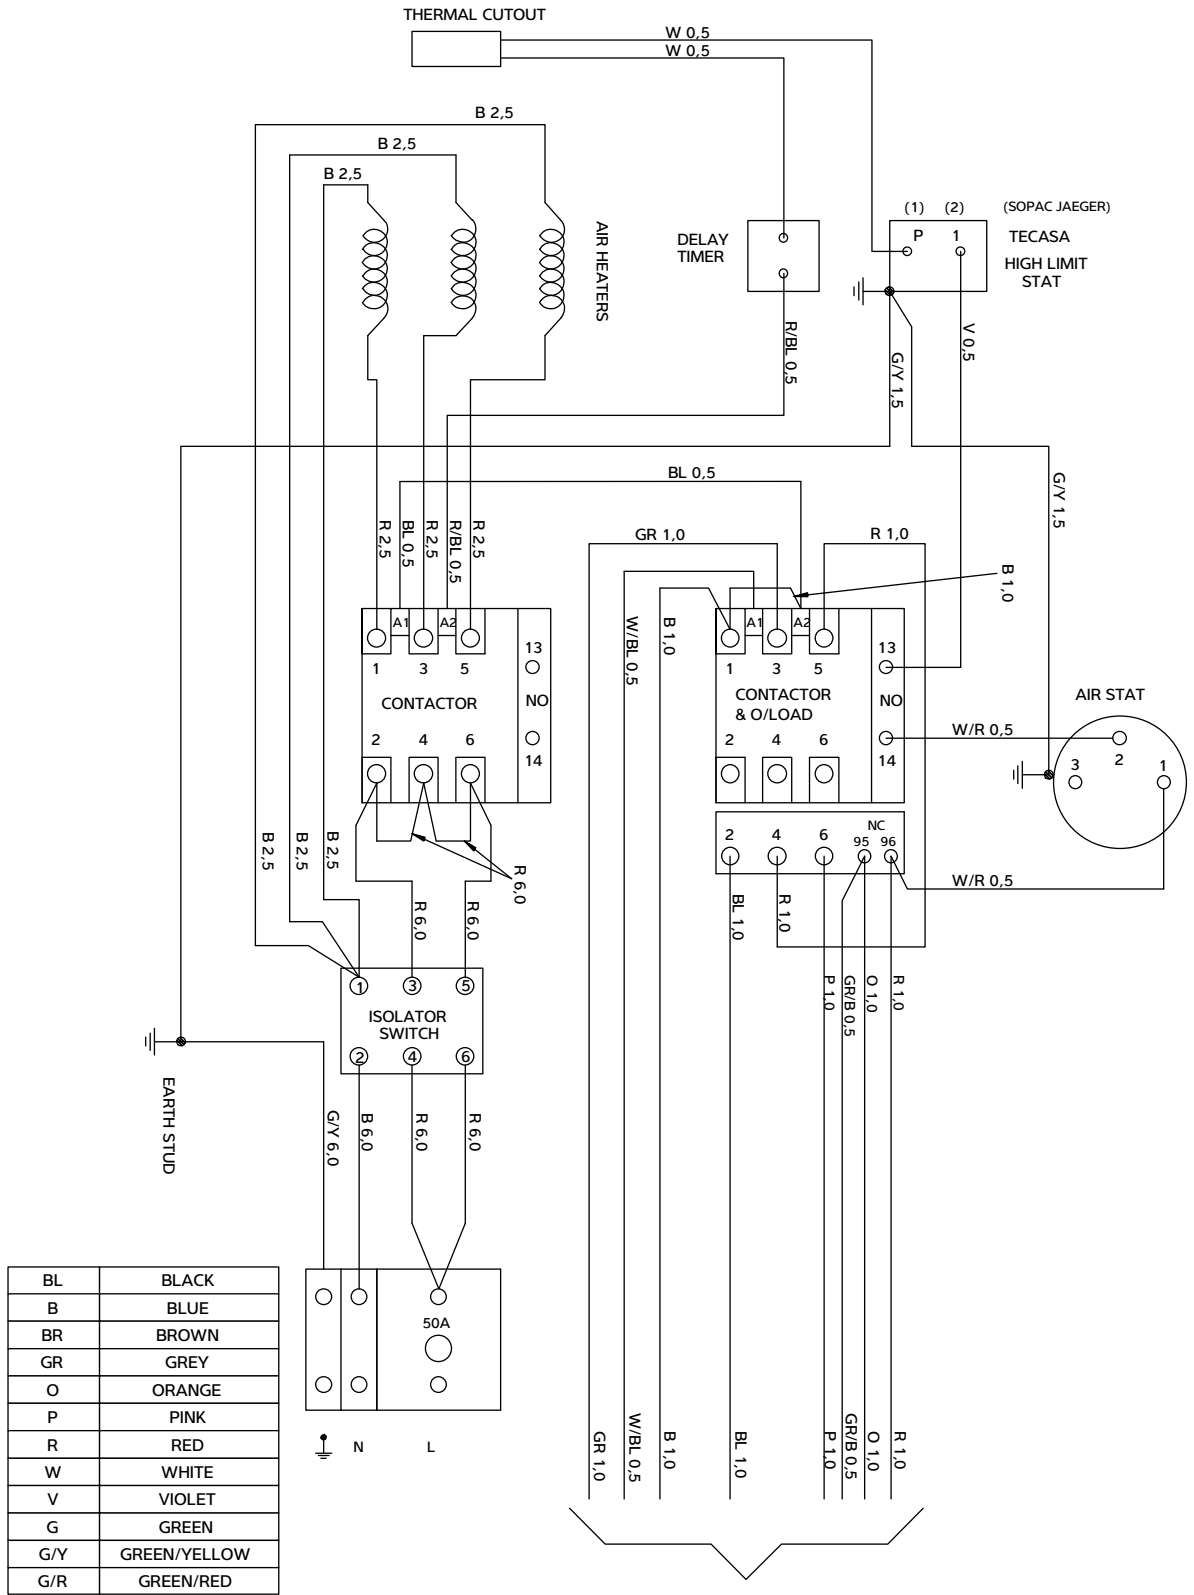 THERMAL CUTOUT
W 0,5
W 0,5
B 2,5
B 2,5
B 2,5
AIR HEATERS
DELAY
TIMER
(1) (2) (SOPAC JAEGER)
P 1 TECASA
HIGH LIMIT
STAT
R/BL 0,5
G/Y 1,5
V 0,5
G/Y 1,5
BL 0,5
R 2,5
BL 0,5
R 2,5
R/BL 0,5
R 2,5
GR 1,0
R 1,0
B 1,0
W/BL 0,5
B 1,0
A1 A2
1 3 5 13
CONTACTOR NO
2 4 6 14
A1 A2
1 3 5 13
CONTACTOR
& O/LOAD NO
2 4 6 14
AIR STAT
W/R 0,5
3 2 1
NC
2 4 6 95 96
W/R 0,5
B 2,5
B 2,5
B 2,5
R 6,0
R 6,0
R 6,0
BL 1,0
R 1,0
P 1,0
GR/B 0,5
O 1,0
R 1,0
1 3 5
ISOLATOR
SWITCH
2 4 6
EARTH STUD
G/Y 6,0
B 6,0
R 6,0
R 6,0
50A
N L
GR 1,0
W/BL 0,5
B 1,0
BL 1,0
P 1,0
GR/B 0,5
O 1,0
R 1,0
BL BLACK
B BLUE
BR BROWN
GR GREY
O ORANGE
P PINK
R RED
W WHITE
V VIOLET
G GREEN
G/Y GREEN/YELLOW
G/R GREEN/RED